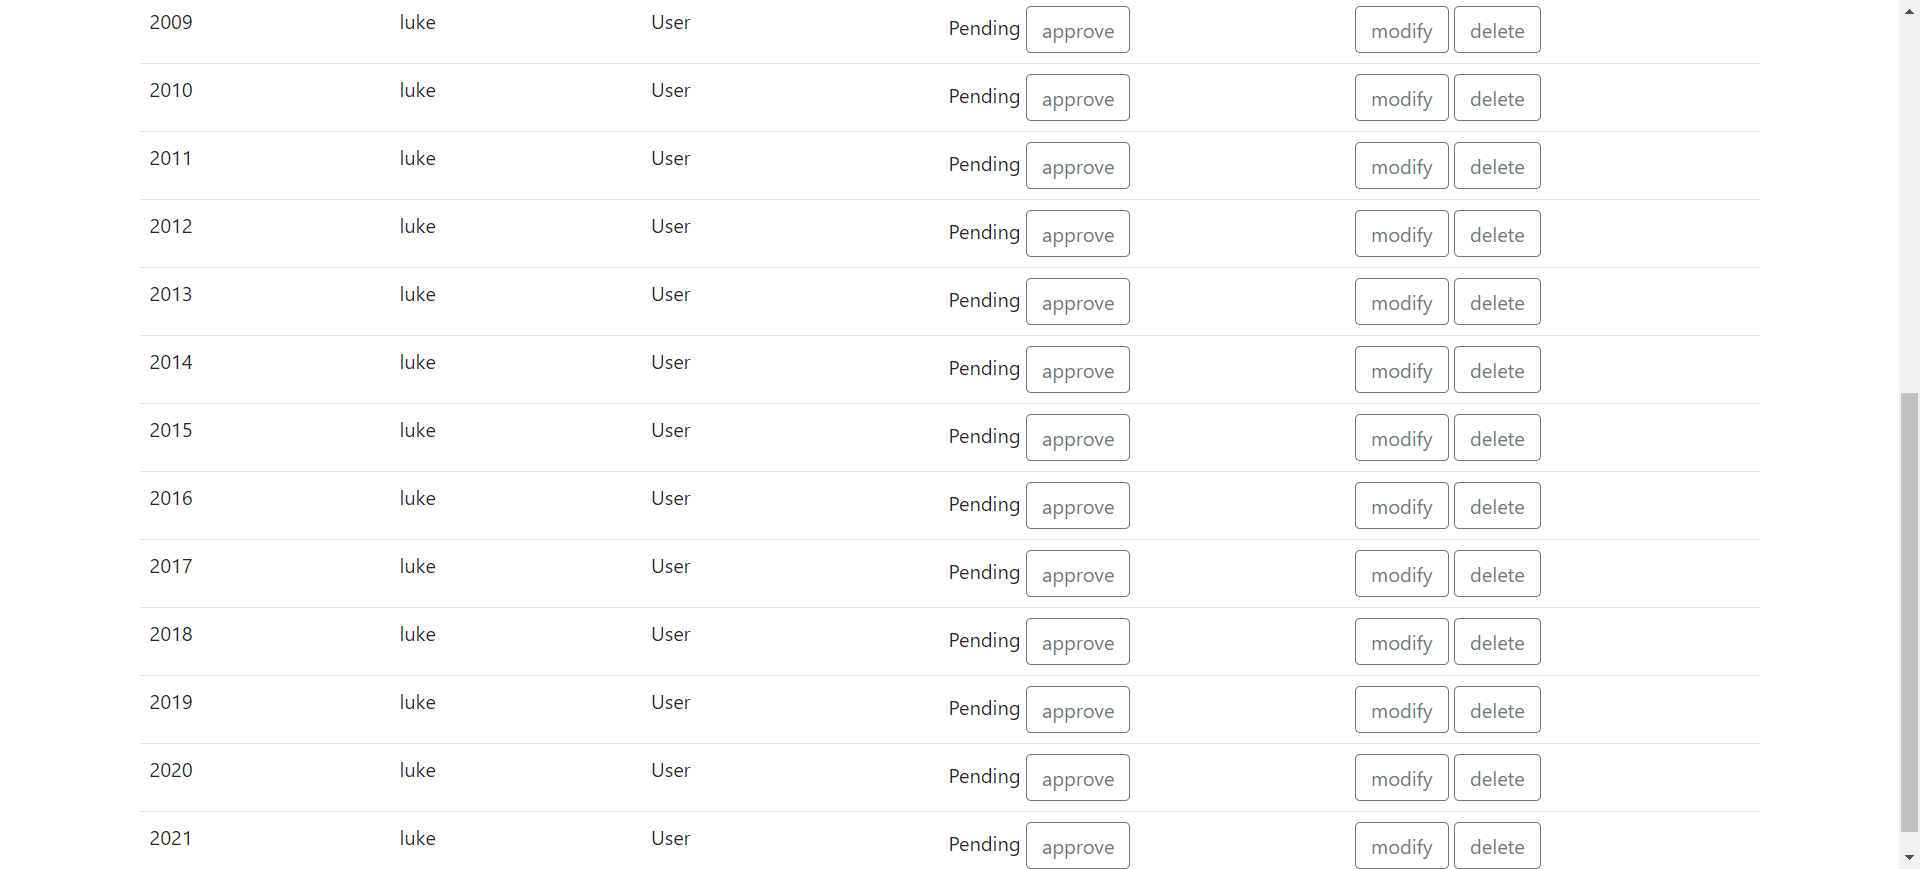 2009 luke User Pending approve modify delete
2010 luke User Pending approve modify delete
2011 luke User Pending approve modify delete
2012 luke User Pending approve modify delete
2013 luke User Pending approve modify delete
2014 luke User Pending approve modify delete
2015 luke User Pending approve modify delete
2016 luke User Pending approve modify delete
2017 luke User Pending approve modify delete
2018 luke User Pending approve modify delete
2019 luke User Pending approve modify delete
2020 luke User Pending approve modify delete
2021 luke User Pending approve modify delete